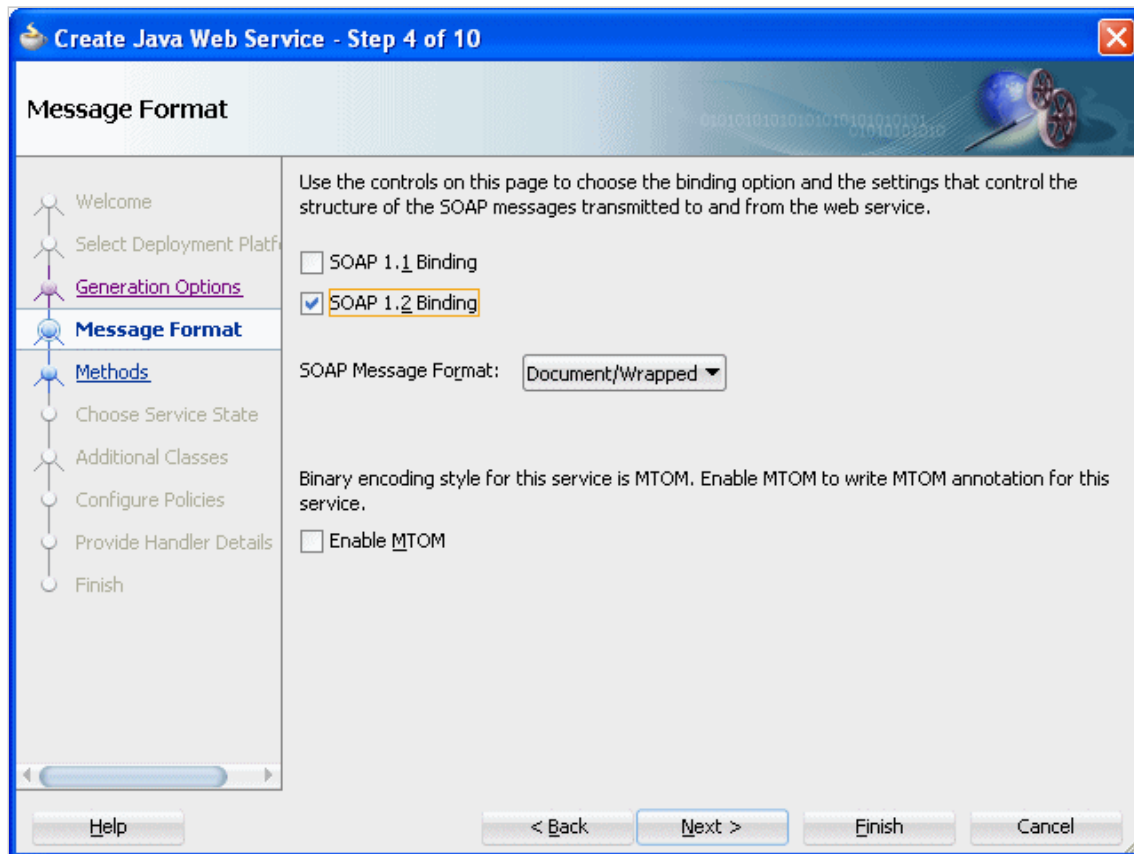 Create Java Web Service - Step 4 of 10
Message Format
Welcome
Select Deployment Platf
Generation Options
Message Format
Methods
Choose Service State
Additional Classes
Configure Policies
Provide Handler Details
Finish
Use the controls on this page to choose the binding option and the settings that control the
structure of the SOAP messages transmitted to and from the web service.
SOAP 1.1 Binding
SOAP 1.2 Binding
SOAP Message Format: Document/Wrapped
Binary encoding style for this service is MTOM. Enable MTOM to write MTOM annotation for this
service.
Enable MTOM
Help < Back Next > Finish Cancel